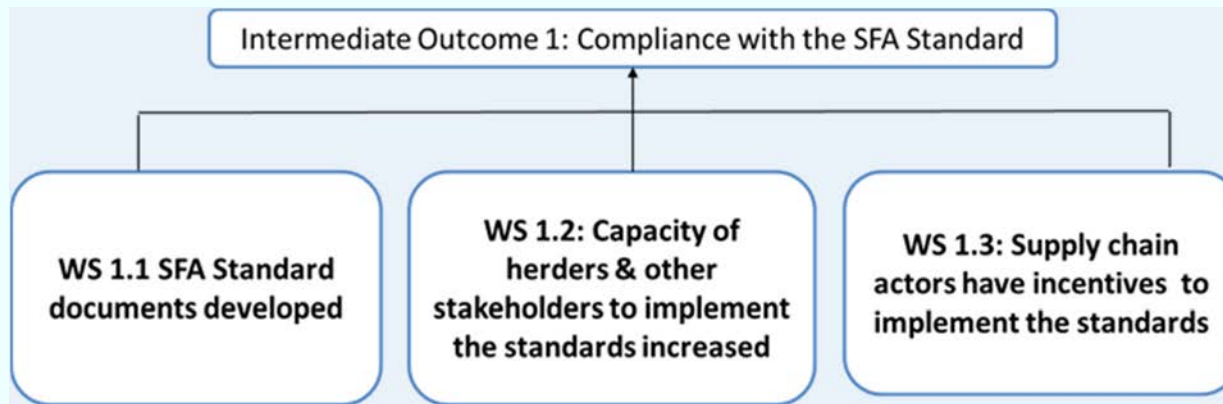 Intermediate Outcome 1: Compliance with the SFA Standard
WS 1.1 SFA Standard
documents developed
WS 1.2: Capacity of
herders & other
stakeholders to implement
the standards increased
WS 1.3: Supply chain
actors have incentives to
implement the standards